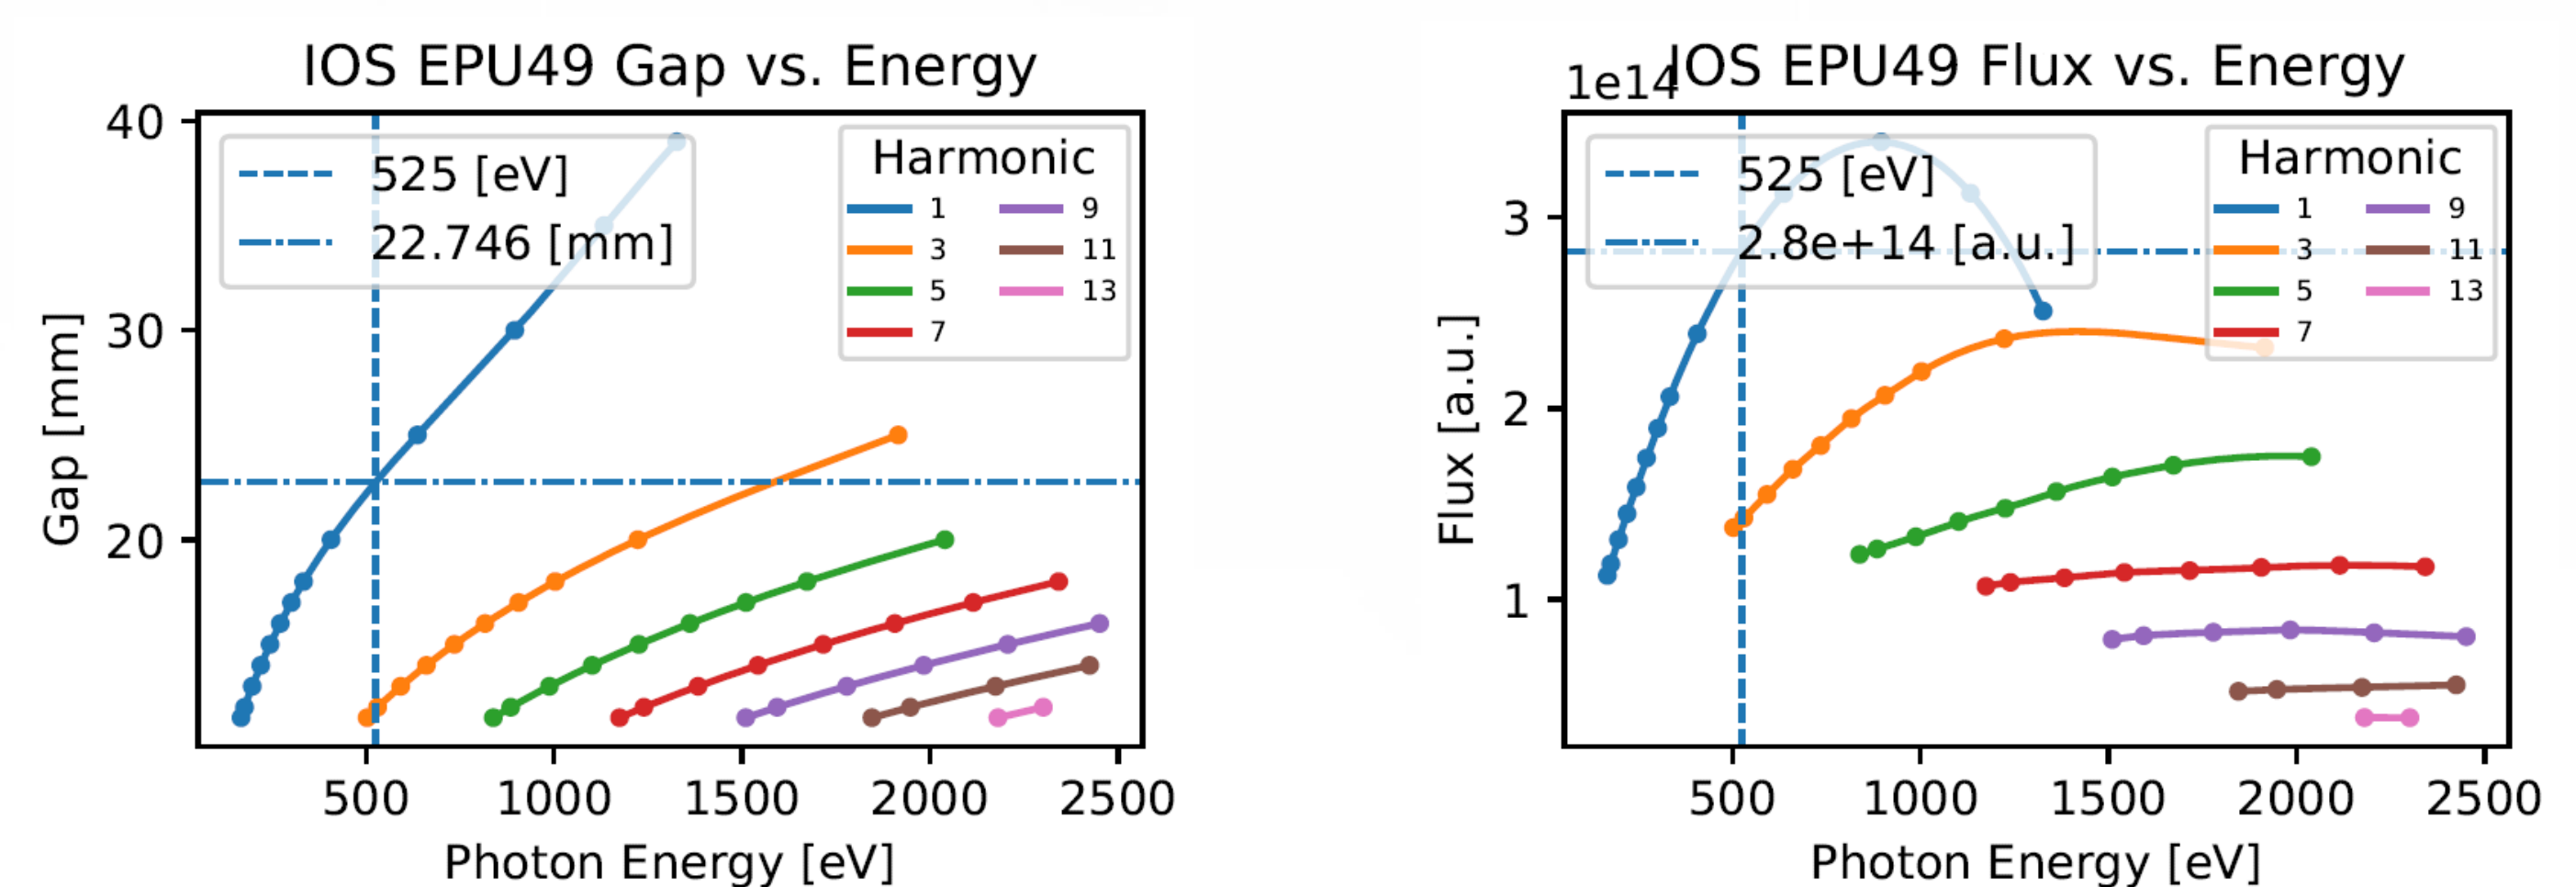 IOS EPU49 Gap vs. Energy
40
30
20
Gap [mm]
525 [eV]
22.746 [mm]
Harmonic
1
3
5
7
9
11
13
500 1000 1500 2000 2500
Photon Energy [eV]
1e14
IOS EPU49 Flux vs. Energy
3
2
1
Flux [a.u.]
525 [eV]
2.8e+14 [a.u.]
Harmonic
1
3
5
7
9
11
13
500 1000 1500 2000 2500
Photon Energy [eV]